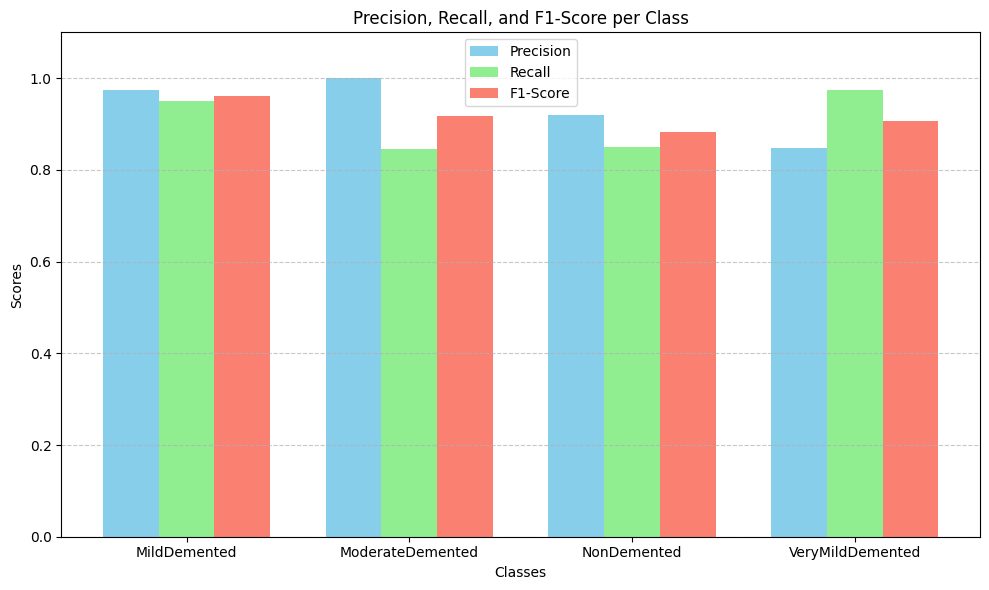 Precision, Recall, and F1-Score per Class
Precision
Recall
F1-Score
1.0
0.8
0.6
0.4
0.2
0.0
Scores
MildDemented
ModerateDemented
NonDemented
VeryMildDemented
Classes